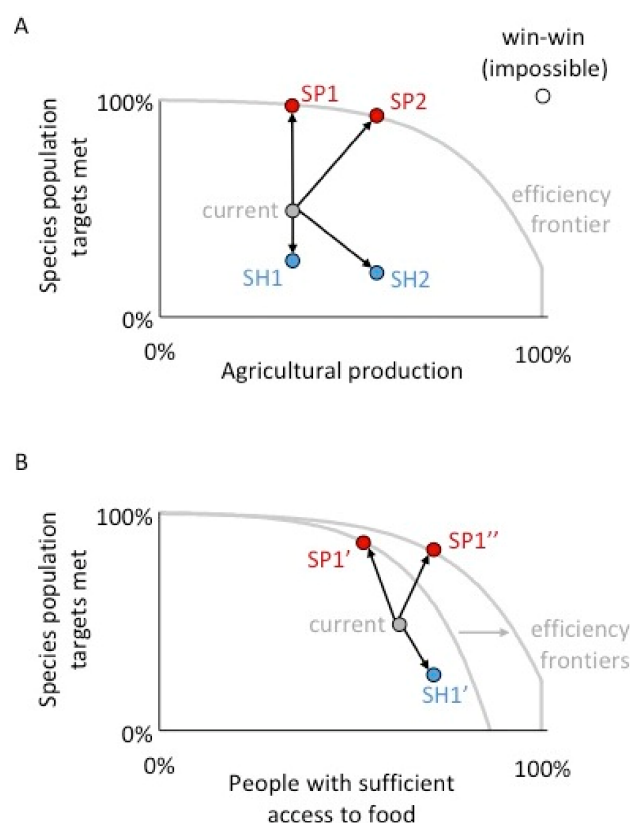 A
win-win
(impossible)
100%
SP1
SP2
Species population
targets met
current
efficiency
frontier
SH1
SH2
0%
0%
100%
Agricultural production
B
100%
SP1'
SP1''
Species population
targets met
current
efficiency
frontiers
SH1'
0%
0%
100%
People with sufficient
access to food